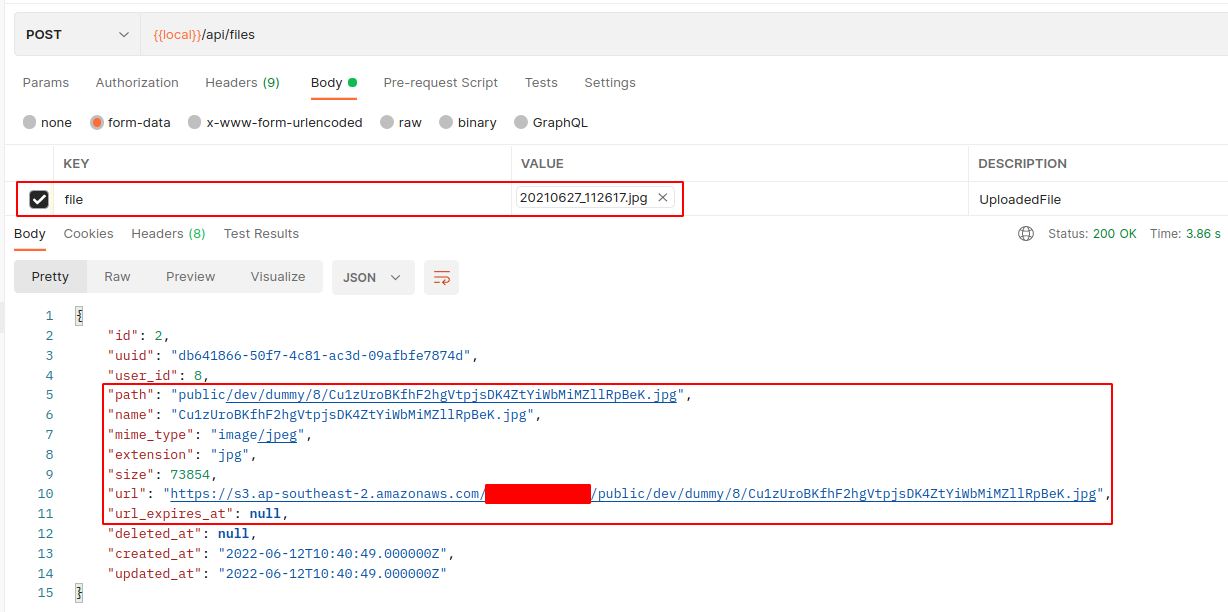 POST {{local}}/api/files
Params Authorization Headers (9) Body Pre-request Script Tests Settings
none form-data x-www-form-urlencoded raw binary GraphQL
KEY VALUE DESCRIPTION
file 20210627_112617.jpg × UploadedFile
Body Cookies Headers (8) Test Results Status: 200 OK Time: 3.86 s
Pretty Raw Preview Visualize JSON
1 {
2 "id": 2,
3 "uuid": "db641866-50f7-4c81-ac3d-09afbfe7874d",
4 "user_id": 8,
5 "path": "public/dev/dummy/8/Cu1zUroBKfhF2hgVtpjsDK4ZtYiWbMiMZllRpBeK.jpg",
6 "name": "Cu1zUroBKfhF2hgVtpjsDK4ZtYiWbMiMZllRpBeK.jpg",
7 "mime_type": "image/jpeg",
8 "extension": "jpg",
9 "size": 73854,
10 "url": "https://s3.ap-southeast-2.amazonaws.com/ /public/dev/dummy/8/Cu1zUroBKfhF2hgVtpjsDK4ZtYiWbMiMZllRpBeK.jpg",
11 "url_expires_at": null,
12 "deleted_at": null,
13 "created_at": "2022-06-12T10:40:49.000000Z",
14 "updated_at": "2022-06-12T10:40:49.000000Z"
15 }